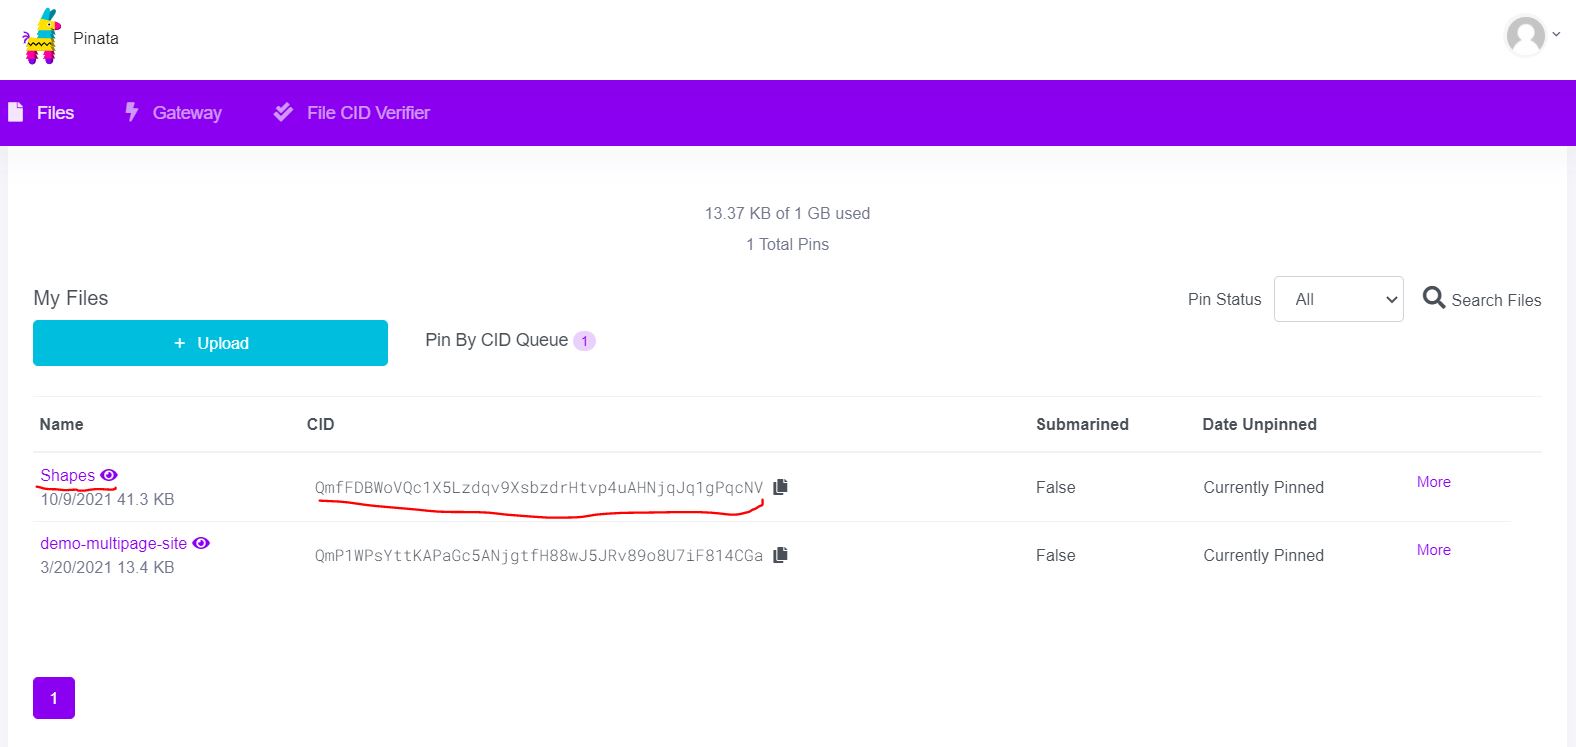 Pinata
Files Gateway File CID Verifier
13.37 KB of 1 GB used
1 Total Pins
My Files
Pin Status All Search Files
+ Upload
Pin By CID Queue 1
Name CID Submarined Date Unpinned
Shapes
10/9/2021 41.3 KB
QmfFDBWoVQc1X5Lzdqv9XsbzdrHtvp4uAHNjqJq1gPqcNV False Currently Pinned More
demo-multipage-site
3/20/2021 13.4 KB
QmP1WPsYttKAPaGc5ANjgtfH88wJ5JRv89o8U7iF814CGa False Currently Pinned More
1